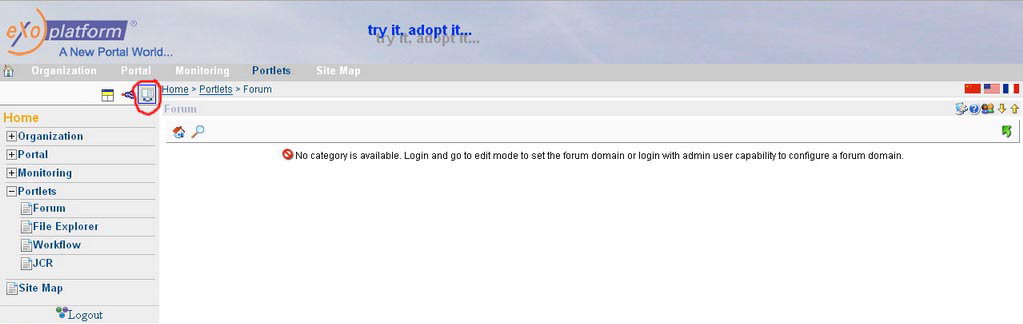 eXo platform ®
A New Portal World...
try it, adopt it...
try it, adopt it...
Organization Portal Monitoring Portlets Site Map
Home > Portlets > Forum
Forum
Home
Organization
Portal
Monitoring
Portlets
Forum
File Explorer
Workflow
JCR
Site Map
Logout
No category is available. Login and go to edit mode to set the forum domain or login with admin user capability to configure a forum domain.